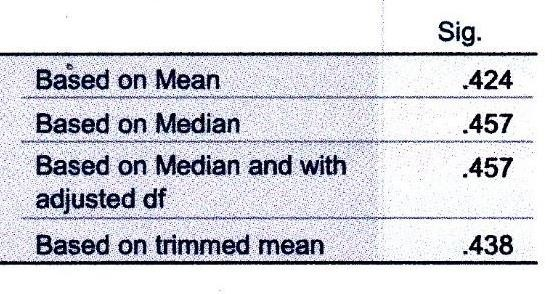 Sig.
Based on Mean .424
Based on Median .457
Based on Median and with .457
adjusted df
Based on trimmed mean .438